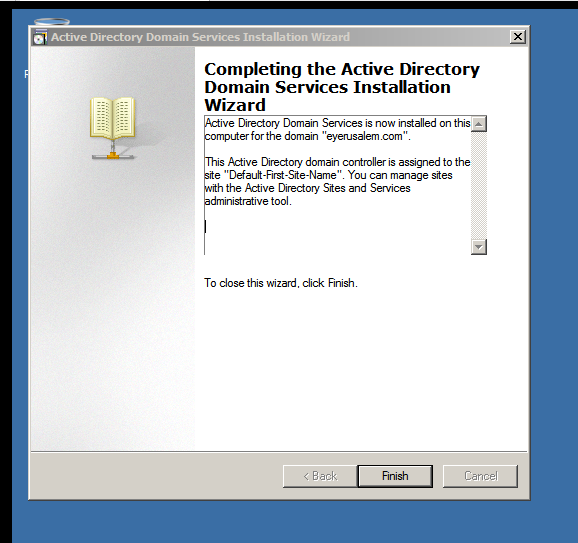 Active Directory Domain Services Installation Wizard
Completing the Active Directory
Domain Services Installation
Wizard
Active Directory Domain Services is now installed on this
computer for the domain "eyerusalem.com".
This Active Directory domain controller is assigned to the
site "Default-First-Site-Name". You can manage sites
with the Active Directory Sites and Services
administrative tool.
To close this wizard, click Finish.
< Back
Finish
Cancel